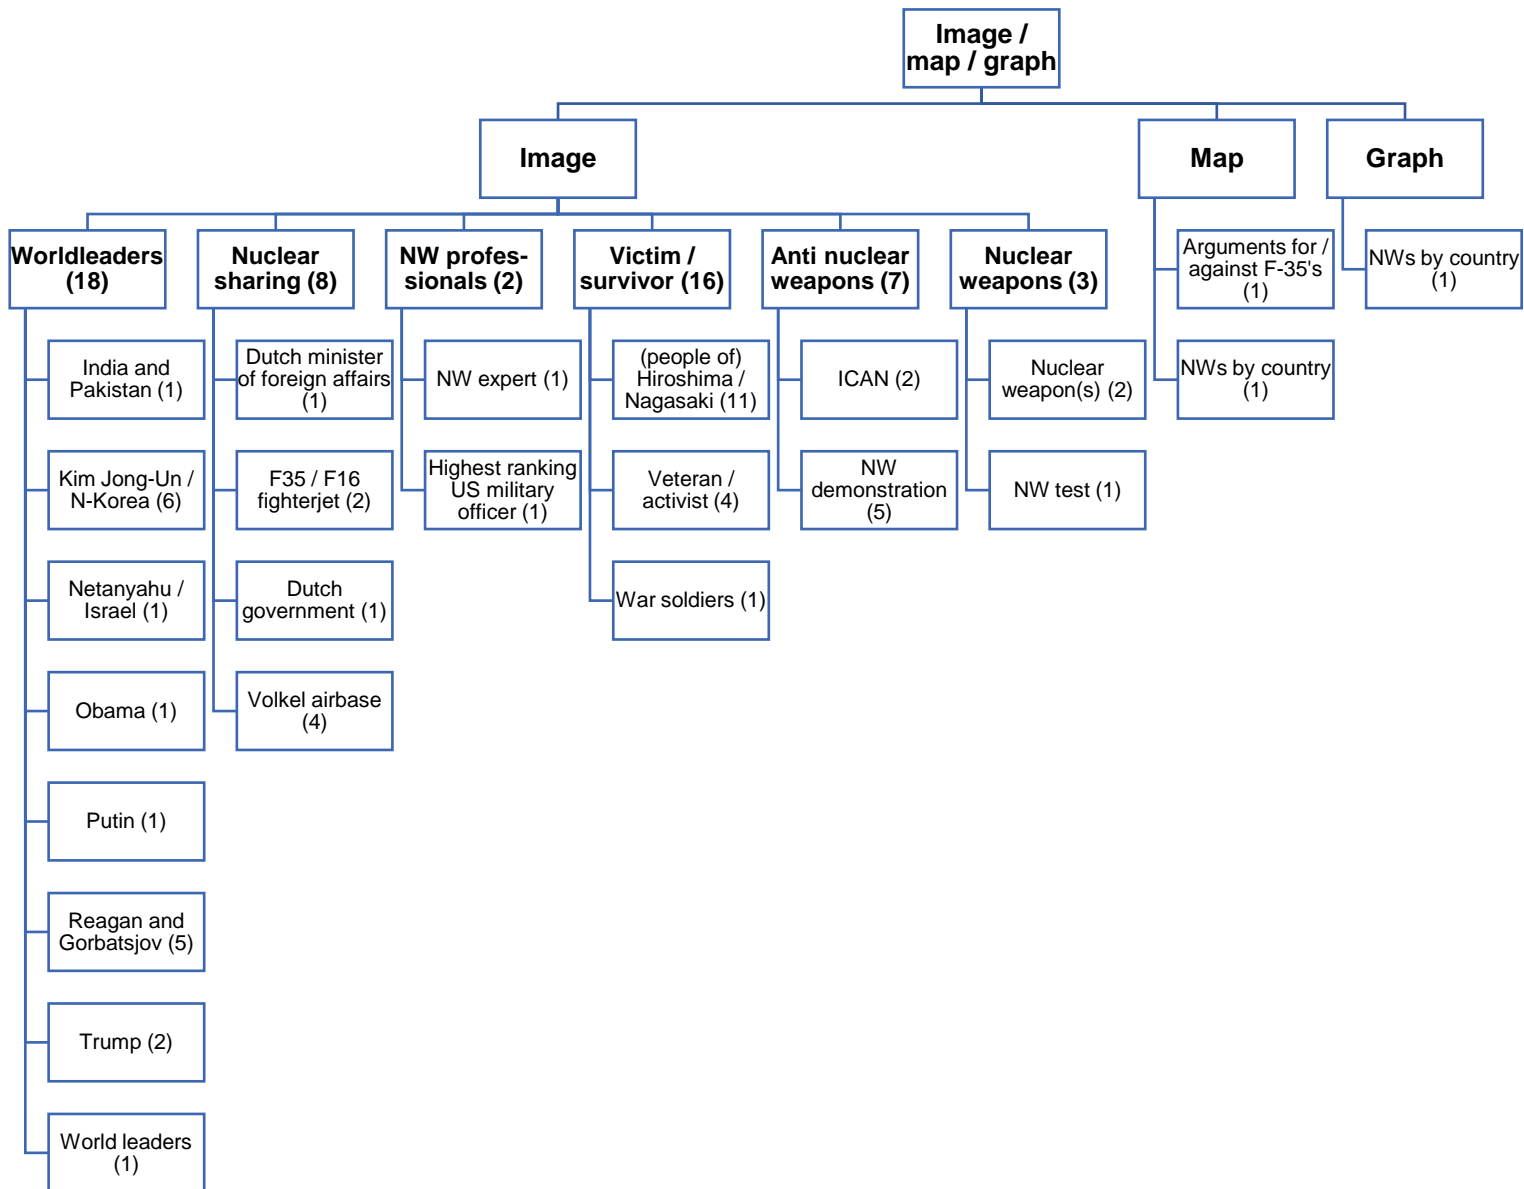 Image /
map / graph
Image
Map
Graph
Worldleaders
(18)
Nuclear
sharing (8)
NW profes-
sionals (2)
Victim /
survivor (16)
Anti nuclear
weapons (7)
Nuclear
weapons (3)
Arguments for /
against F-35's
(1)
NWs by country
(1)
India and
Pakistan (1)
Dutch minister
of foreign affairs
(1)
NW expert (1)
(people of)
Hiroshima /
Nagasaki (11)
ICAN (2)
Nuclear
weapon(s) (2)
NWs by country
(1)
Kim Jong-Un /
N-Korea (6)
F35 / F16
fighterjet (2)
Highest ranking
US military
officer (1)
Veteran /
activist (4)
NW
demonstration
(5)
NW test (1)
Netanyahu /
Israel (1)
Dutch
government (1)
War soldiers (1)
Obama (1)
Volkel airbase
(4)
Putin (1)
Reagan and
Gorbatsjov (5)
Trump (2)
World leaders
(1)